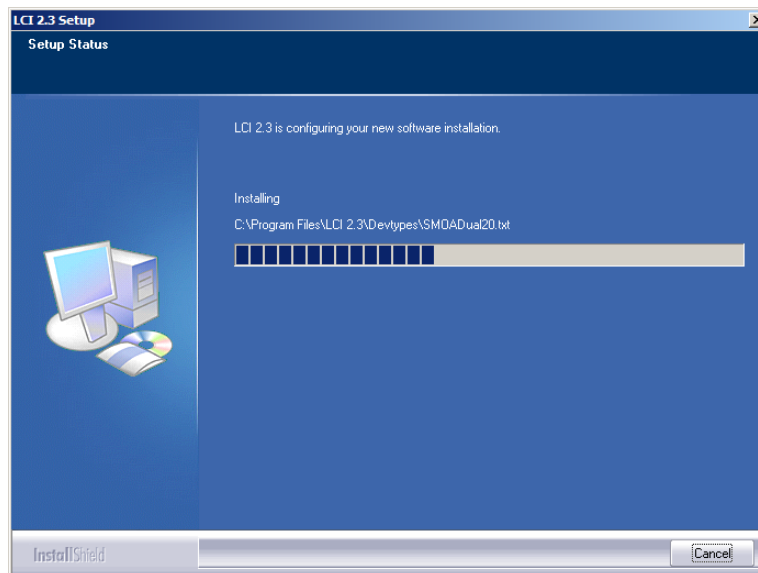 LCI 2.3 Setup
Setup Status
LCI 2.3 is configuring your new software installation.
Installing
C:\Program Files\LCI 2.3\Devtypes\SMOADual20.txt
InstallShield
Cancel